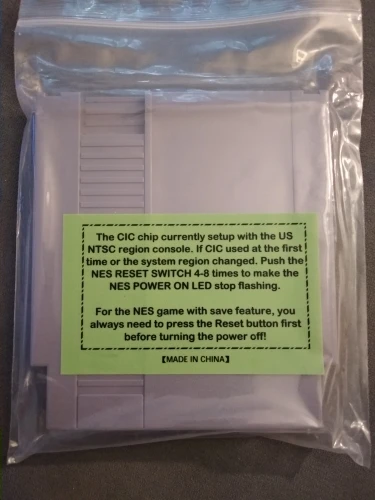 The CIC chip currently setup with the US
NTSC region console. If CIC used at the first
time or the system region changed. Push the
NES RESET SWITCH 4-8 times to make the
NES POWER ON LED stop flashing.
For the NES game with save feature, you
always need to press the Reset button first
before turning the power off!
【MADE IN CHINA】